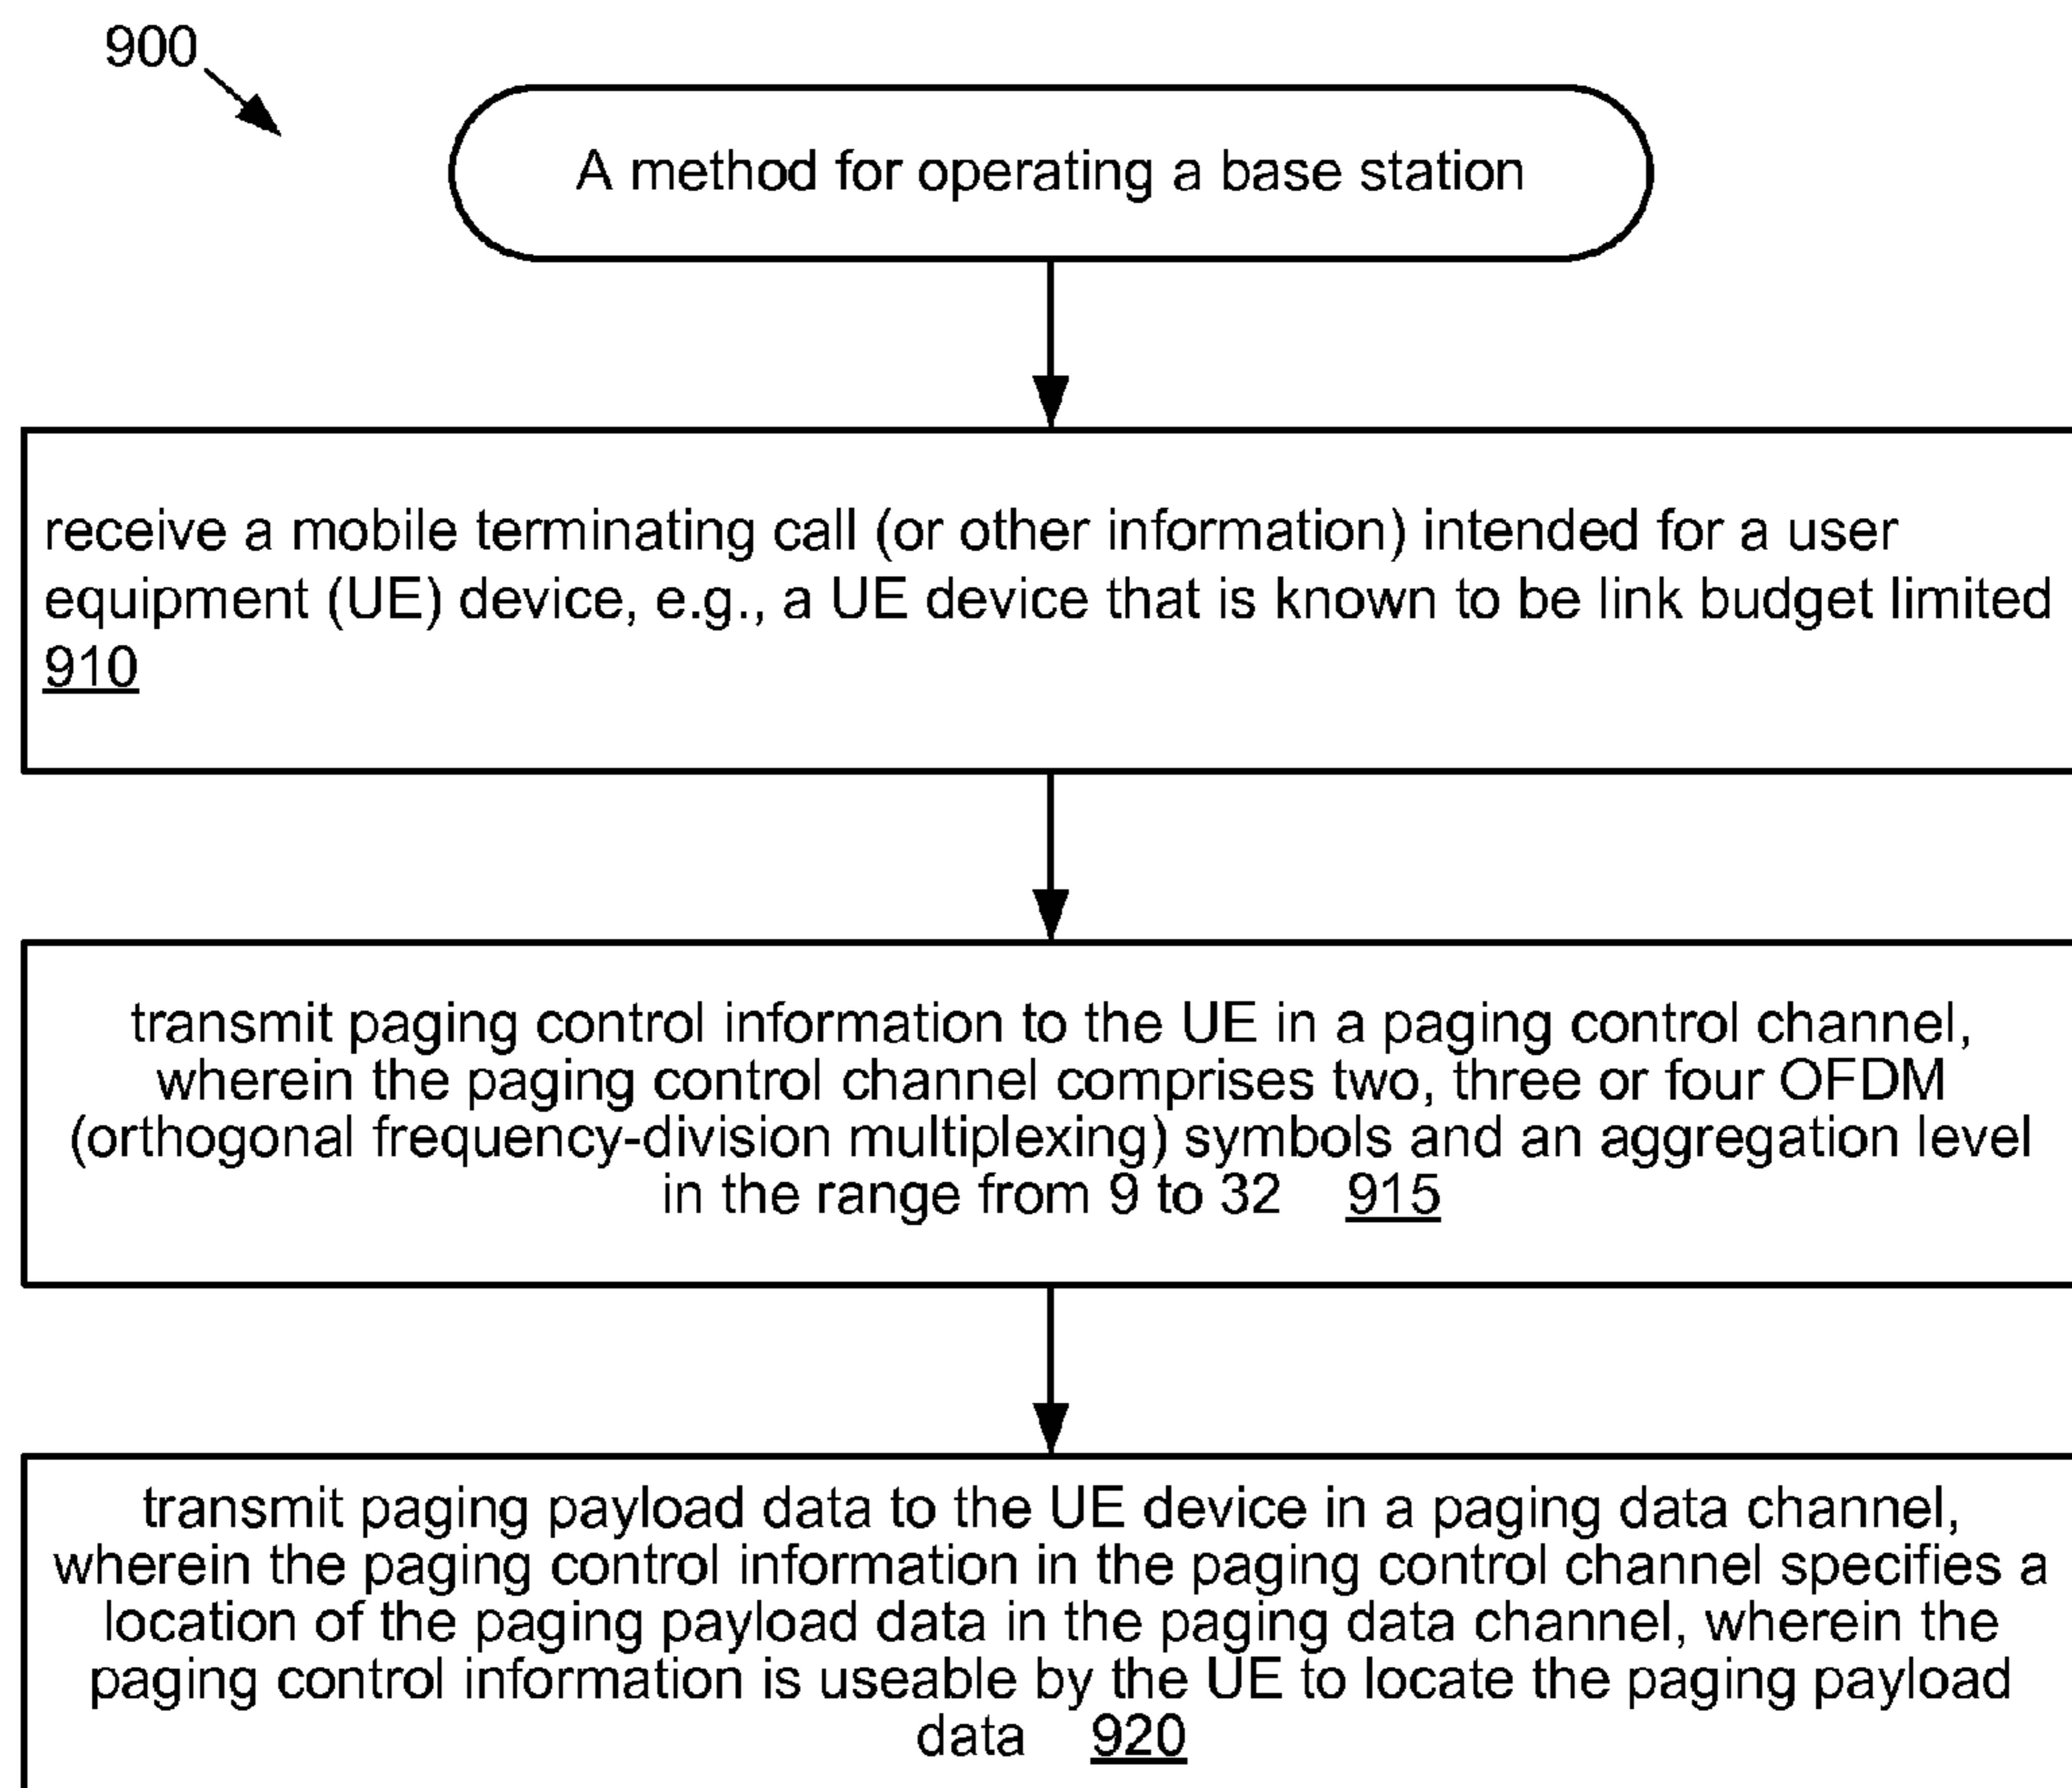 900
A method for operating a base station
receive a mobile terminating call (or other information) intended for a user
equipment (UE) device, e.g., a UE device that is known to be link budget limited
910
transmit paging control information to the UE in a paging control channel,
wherein the paging control channel comprises two, three or four OFDM
(orthogonal frequency-division multiplexing) symbols and an aggregation level
in the range from 9 to 32 915
transmit paging payload data to the UE device in a paging data channel,
wherein the paging control information in the paging control channel specifies a
location of the paging payload data in the paging data channel, wherein the
paging control information is useable by the UE to locate the paging payload
data 920